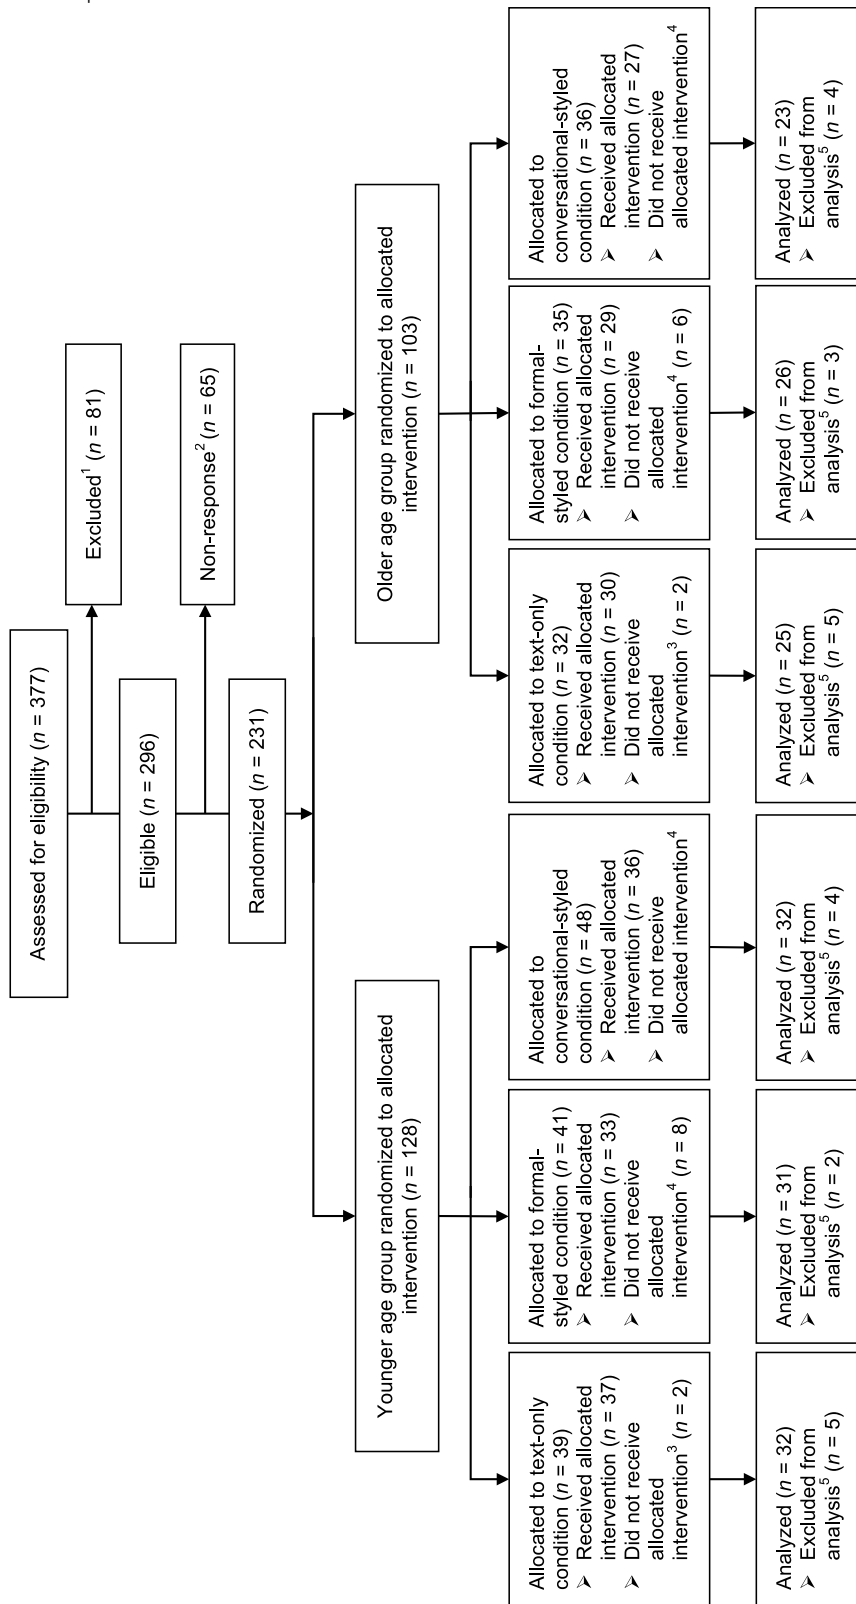 Assessed for eligibility (n = 377)
Excluded1 (n = 81)
Eligible (n = 296)
Non-response2 (n = 65)
Randomized (n = 231)
Younger age group randomized to allocated
intervention (n = 128)
Older age group randomized to allocated
intervention (n = 103)
Allocated to text-only
condition (n = 39)
➢ Received allocated
intervention (n = 37)
➢ Did not receive
allocated
intervention3 (n = 2)
Allocated to formal-
styled condition (n = 41)
➢ Received allocated
intervention (n = 33)
➢ Did not receive
allocated
intervention4 (n = 8)
Allocated to
conversational-styled
condition (n = 48)
➢ Received allocated
intervention (n = 36)
➢ Did not receive
allocated intervention4
Allocated to text-only
condition (n = 32)
➢ Received allocated
intervention (n = 30)
➢ Did not receive
allocated
intervention3 (n = 2)
Allocated to formal-
styled condition (n = 35)
➢ Received allocated
intervention (n = 29)
➢ Did not receive
allocated
intervention4 (n = 6)
Allocated to
conversational-styled
condition (n = 36)
➢ Received allocated
intervention (n = 27)
➢ Did not receive
allocated intervention4
Analyzed (n = 32)
➢ Excluded from
analysis5 (n = 5)
Analyzed (n = 31)
➢ Excluded from
analysis5 (n = 2)
Analyzed (n = 32)
➢ Excluded from
analysis5 (n = 4)
Analyzed (n = 25)
➢ Excluded from
analysis5 (n = 5)
Analyzed (n = 26)
➢ Excluded from
analysis5 (n = 3)
Analyzed (n = 23)
➢ Excluded from
analysis5 (n = 4)